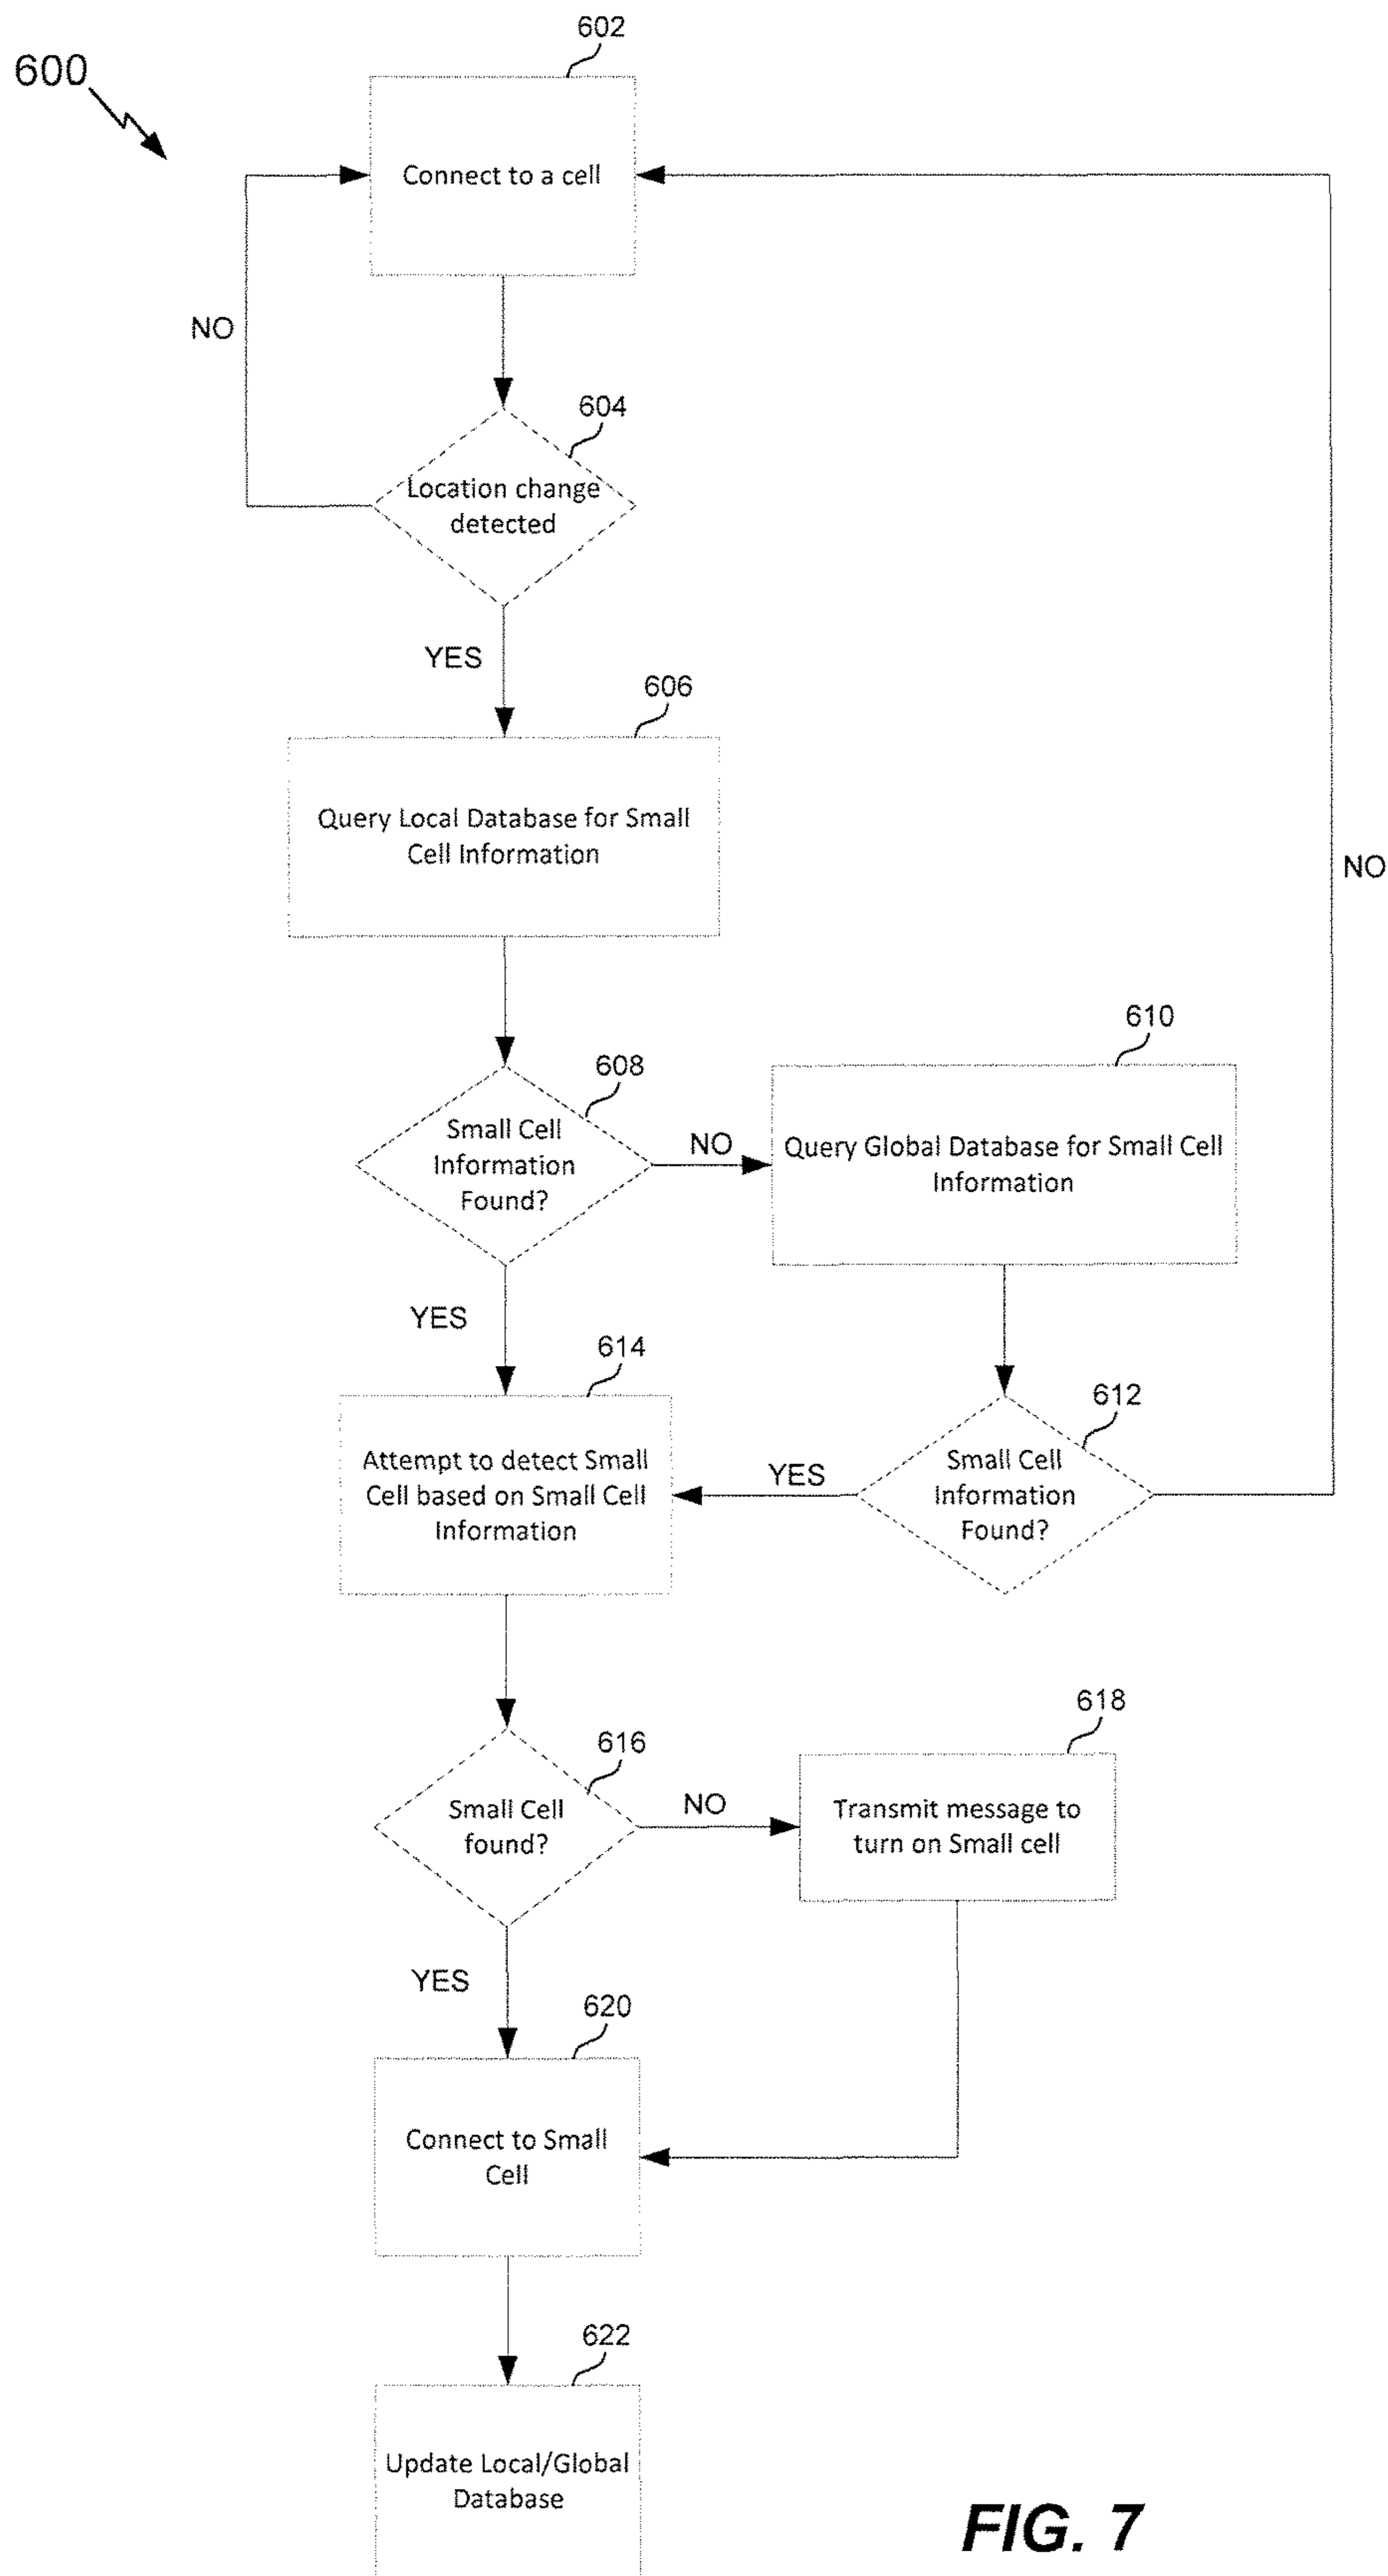 602
600
Connect to a cell
NO
604
Location change
detected
YES
606
Query Local Database for Small
Cell Information
NO
610
608
Small Cell
Information
Found?
NO
Query Global Database for Small Cell
Information
YES
614
612
Attempt to detect Small
Cell based on Small Cell
Information
YES
Small Cell
Information
Found?
618
616
Small Cell
found?
NO
Transmit message to
turn on Small cell
YES
620
Connect to Small
Cell
622
Update Local/Global
Database
FIG. 7